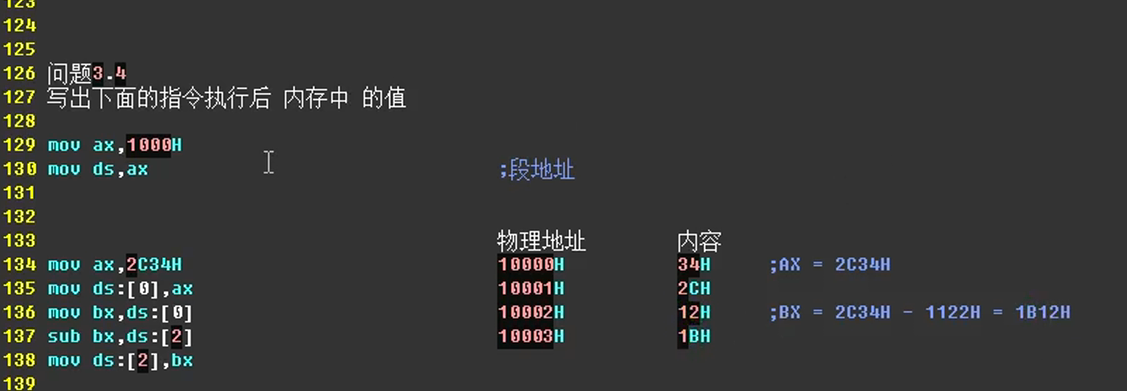 123
124
125
126 问题3.4
127 写出下面的指令执行后 内存中 的值
128
129 mov ax,1000H
130 mov ds,ax ;段地址
131
132
133 物理地址 内容
134 mov ax,2C34H 10000H 34H ;AX = 2C34H
135 mov ds:[0],ax 10001H 2CH
136 mov bx,ds:[0] 10002H 12H ;BX = 2C34H - 1122H = 1B12H
137 sub bx,ds:[2] 10003H 1BH
138 mov ds:[2],bx
139